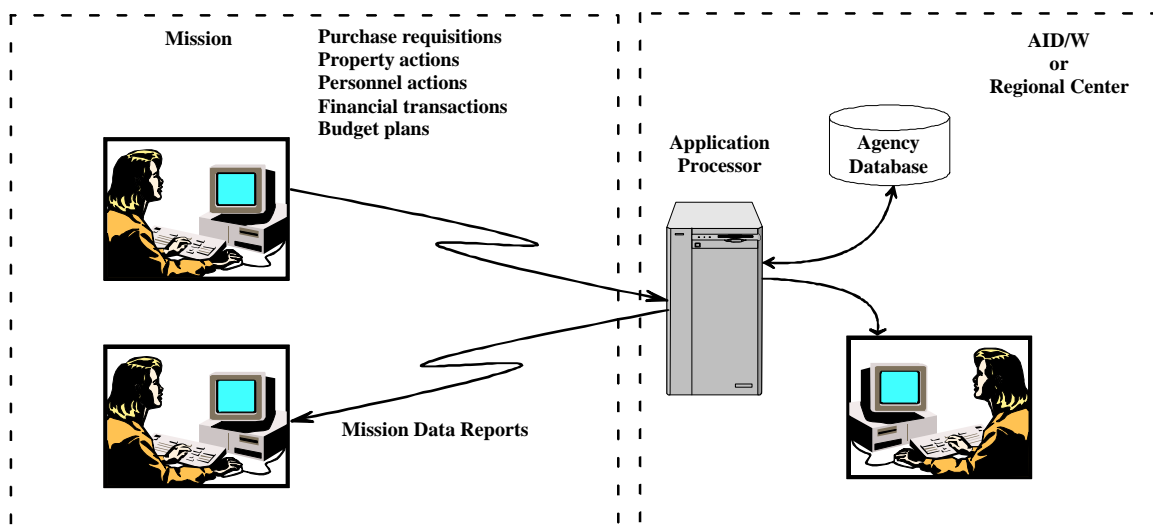 Mission
Purchase requisitions
Property actions
Personnel actions
Financial transactions
Budget plans
AID/W
or
Regional Center
Application
Processor
Agency
Database
Mission Data Reports